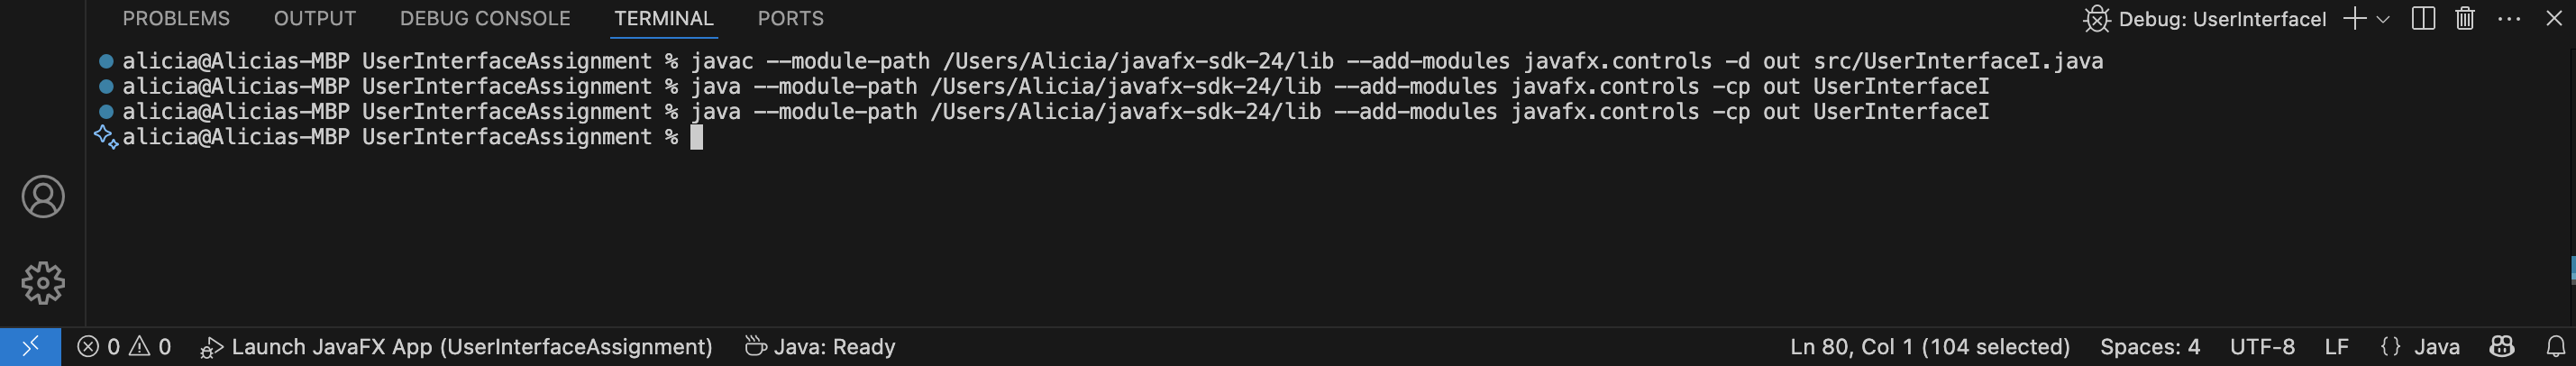 PROBLEMS OUTPUT DEBUG CONSOLE TERMINAL PORTS Debug: UserInterfaceI
alicia@Alicias-MBP UserInterfaceAssignment % javac --module-path /Users/Alicia/javafx-sdk-24/lib --add-modules javafx.controls -d out src/UserInterfaceI.java
alicia@Alicias-MBP UserInterfaceAssignment % java --module-path /Users/Alicia/javafx-sdk-24/lib --add-modules javafx.controls -cp out UserInterfaceI
alicia@Alicias-MBP UserInterfaceAssignment % java --module-path /Users/Alicia/javafx-sdk-24/lib --add-modules javafx.controls -cp out UserInterfaceI
alicia@Alicias-MBP UserInterfaceAssignment %
0 0 Launch JavaFX App (UserInterfaceAssignment) Java: Ready Ln 80, Col 1 (104 selected) Spaces: 4 UTF-8 LF {} Java